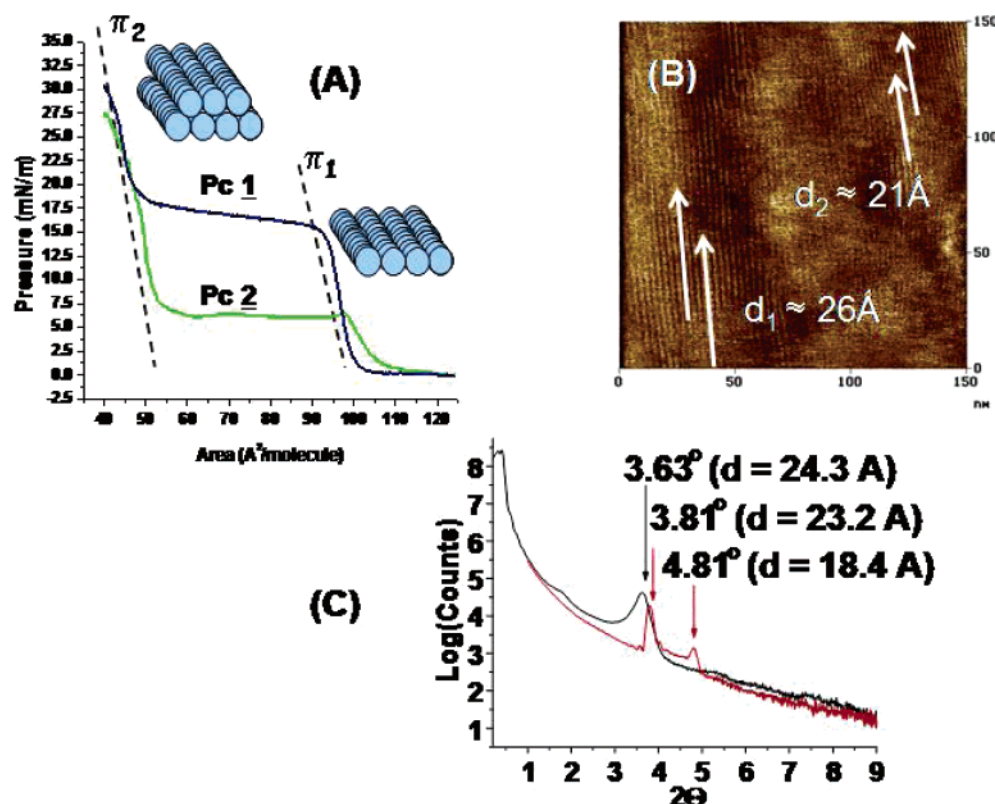 π2
(A)
Pc 1
π1
Pc 2
35.0
32.5
30.0
27.5
25.0
22.5
20.0
17.5
15.0
12.5
10.0
7.5
5.0
2.5
0.0
-2.5
Pressure (mN/m)
40 50 60 70 80 90 100 110 120
Area (A²/molecule)
(B)
d2 ≈ 21Å
d1 ≈ 26Å
150
100
50
0
0 50 100 150
nm
(C)
3.63° (d = 24.3 A)
3.81° (d = 23.2 A)
4.81° (d = 18.4 A)
8
7
6
5
4
3
2
1
Log(Counts)
1 2 3 4 5 6 7 8 9
2Θ